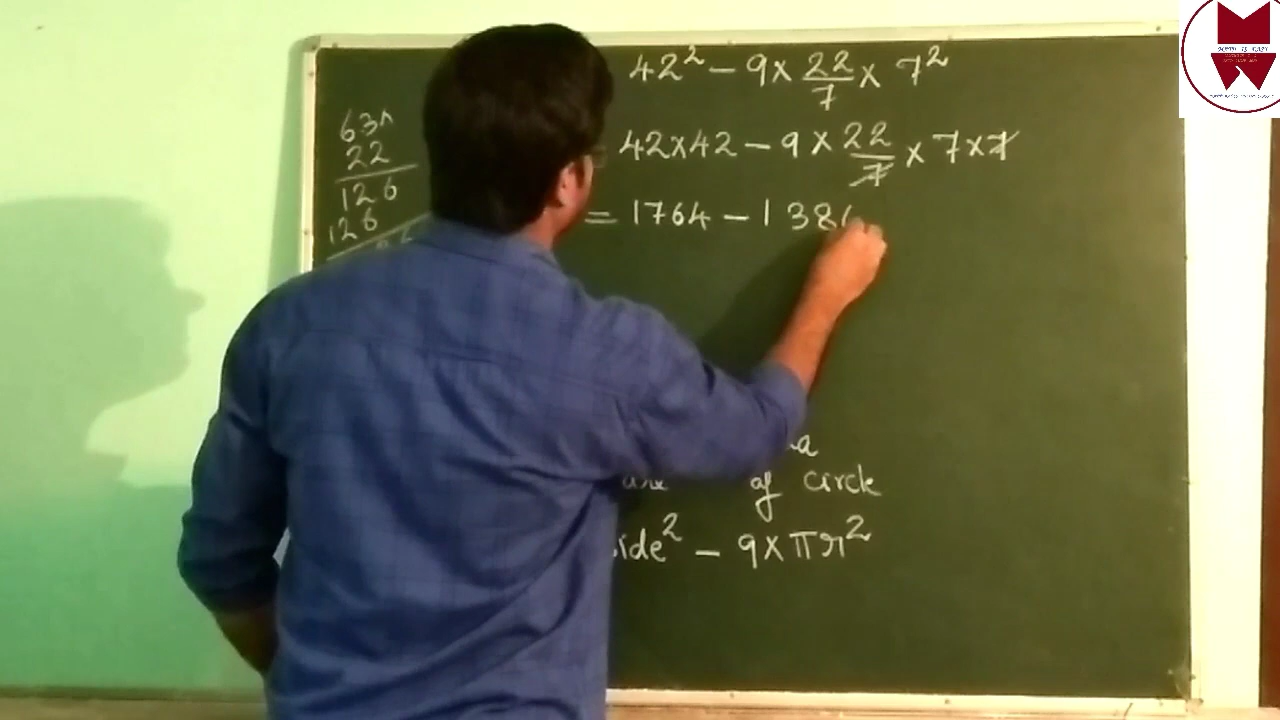 42² – 9 × 22/7 × 7²
= 42×42 – 9 × 22/7 × 7×7
= 1764 – 138
63×
22
126
126
of circle
side² – 9×πr²